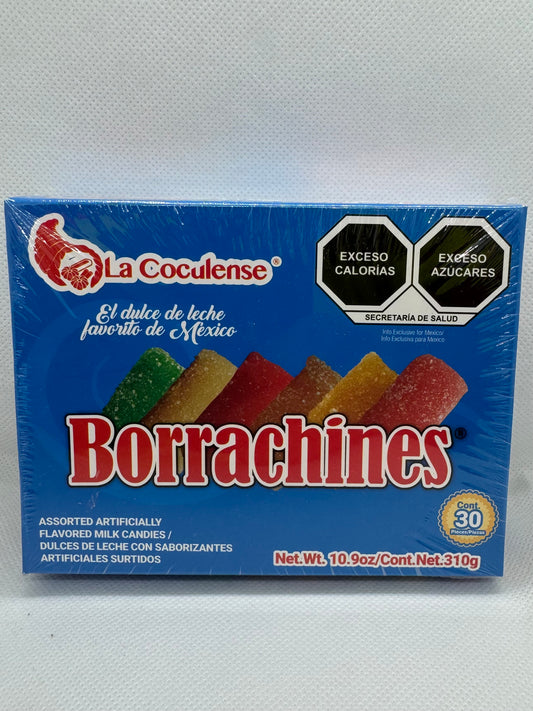 La Coculense®
El dulce de leche
favorito de México
EXCESO
CALORÍAS
EXCESO
AZÚCARES
SECRETARÍA DE SALUD
Info Exclusive for Mexico/
Info Exclusiva para Mexico
Borrachines®
ASSORTED ARTIFICIALLY
FLAVORED MILK CANDIES /
DULCES DE LECHE CON SABORIZANTES
ARTIFICIALES SURTIDOS
Cont.
30
Pieces/Piezas
Net.Wt. 10.9oz/Cont.Net.310g